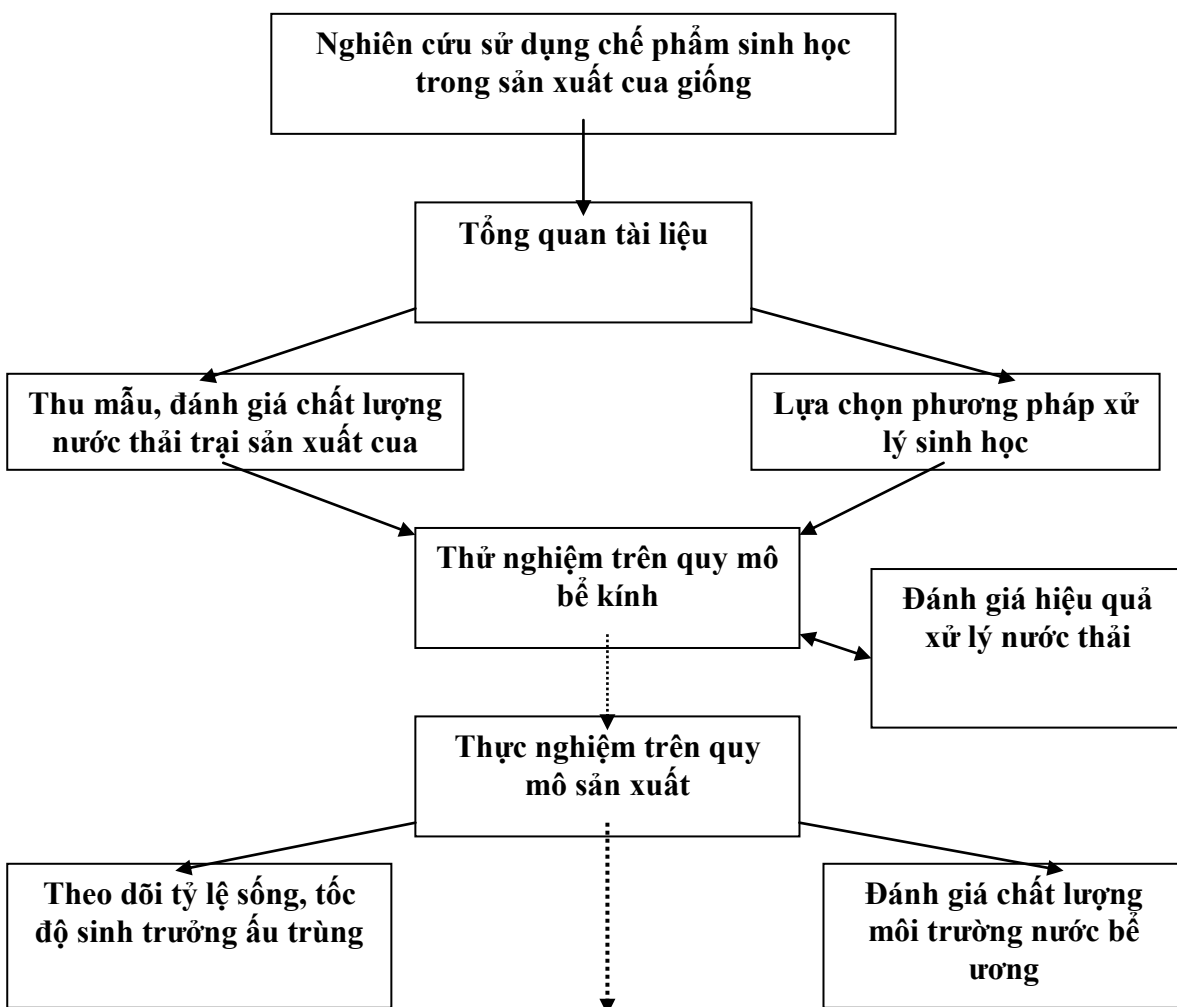 Nghiên cứu sử dụng chế phẩm sinh học
trong sản xuất cua giống
Tổng quan tài liệu
Thu mẫu, đánh giá chất lượng
nước thải trại sản xuất cua
Lựa chọn phương pháp xử
lý sinh học
Thử nghiệm trên quy mô
bể kính
Đánh giá hiệu quả
xử lý nước thải
Thực nghiệm trên quy
mô sản xuất
Theo dõi tỷ lệ sống, tốc
độ sinh trưởng ấu trùng
Đánh giá chất lượng
môi trường nước bể
ương